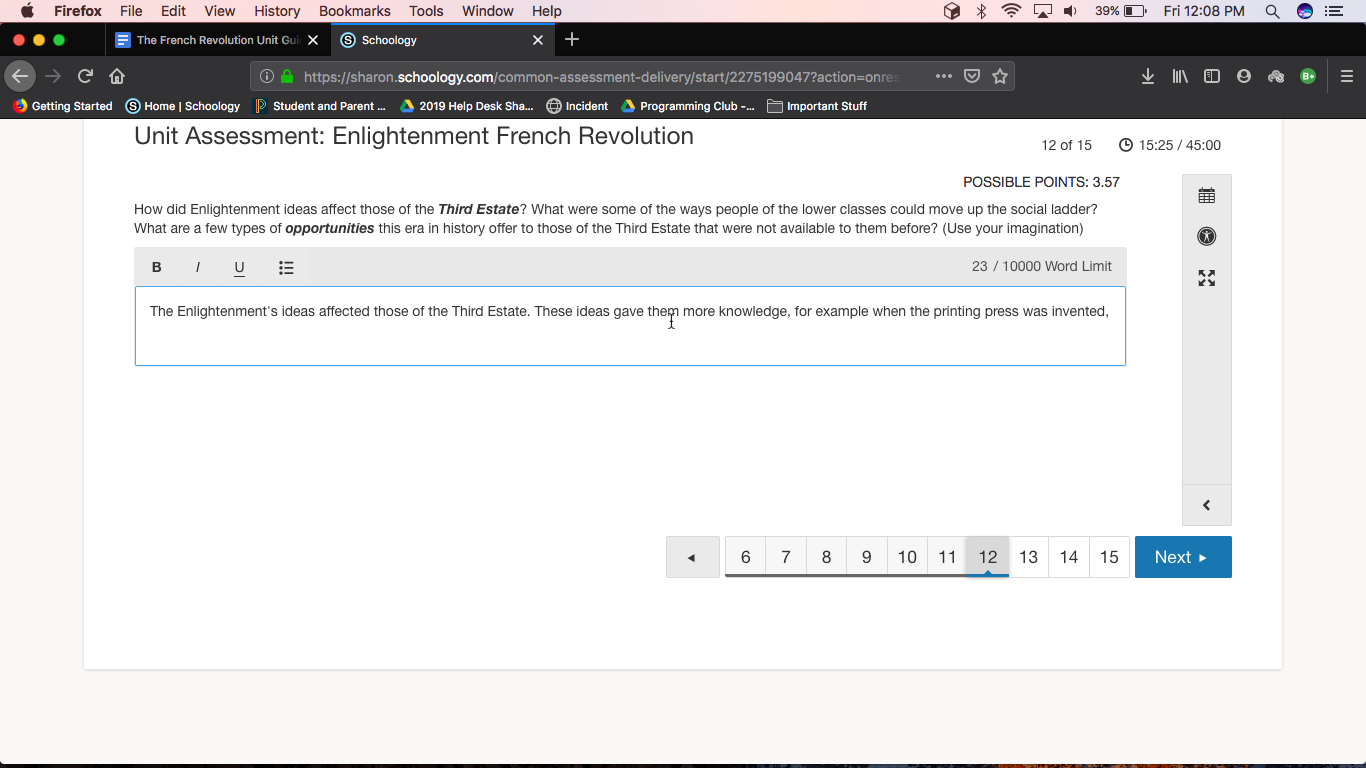 Firefox File Edit View History Bookmarks Tools Window Help 39% Fri 12:08 PM
The French Revolution Unit Gui Schoology
https://sharon.schoology.com/common-assessment-delivery/start/2275199047?action=onres
Getting Started Home | Schoology Student and Parent ... 2019 Help Desk Sha... Incident Programming Club -... Important Stuff
Unit Assessment: Enlightenment French Revolution
12 of 15 15:25 / 45:00
POSSIBLE POINTS: 3.57
How did Enlightenment ideas affect those of the Third Estate? What were some of the ways people of the lower classes could move up the social ladder?
What are a few types of opportunities this era in history offer to those of the Third Estate that were not available to them before? (Use your imagination)
B I U 23 / 10000 Word Limit
The Enlightenment's ideas affected those of the Third Estate. These ideas gave them more knowledge, for example when the printing press was invented,
6 7 8 9 10 11 12 13 14 15 Next